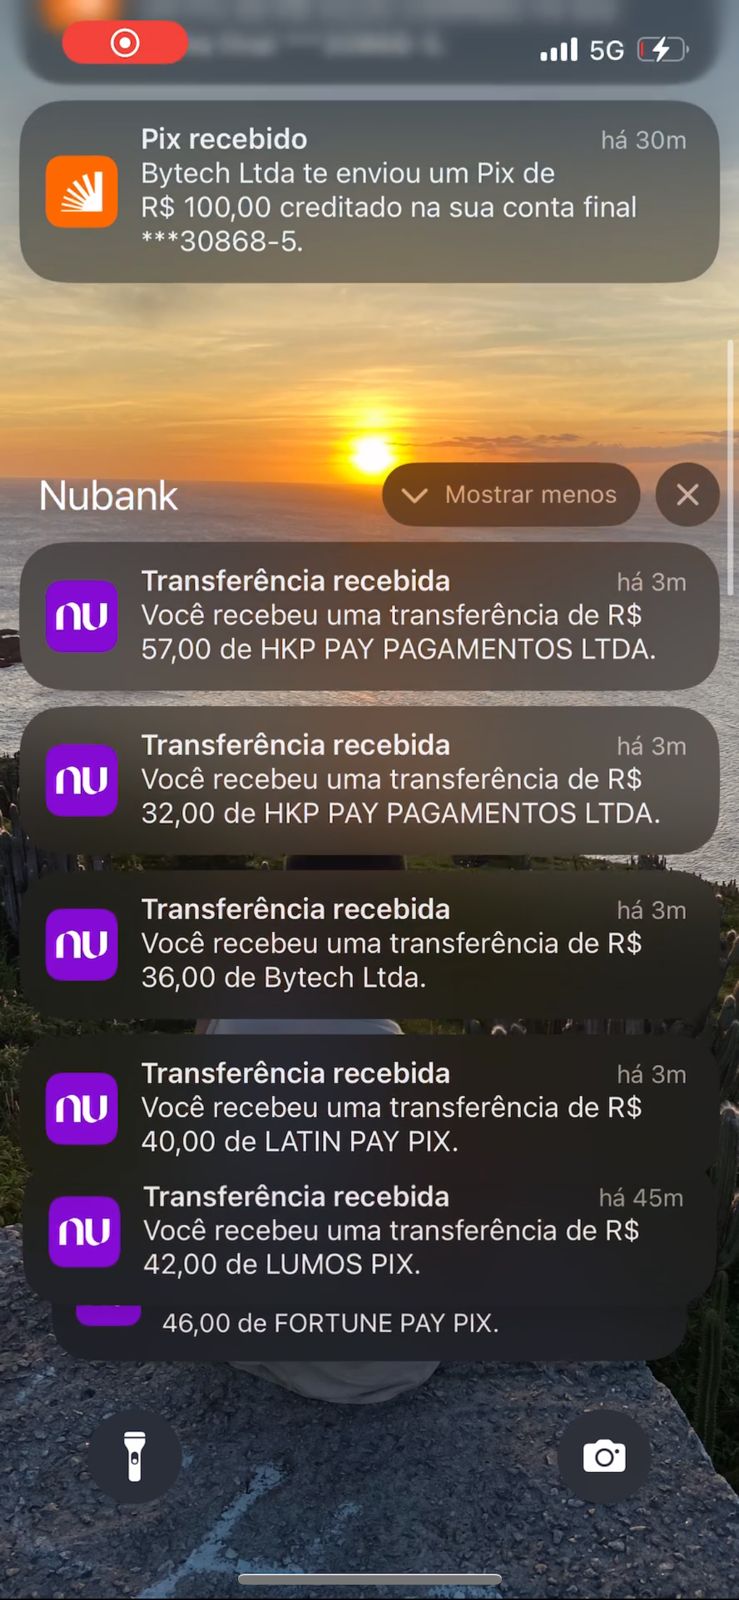 5G
Pix recebido
há 30m
Bytech Ltda te enviou um Pix de
R$ 100,00 creditado na sua conta final
***30868-5.
Nubank
Mostrar menos
Transferência recebida
há 3m
Você recebeu uma transferência de R$
57,00 de HKP PAY PAGAMENTOS LTDA.
Transferência recebida
há 3m
Você recebeu uma transferência de R$
32,00 de HKP PAY PAGAMENTOS LTDA.
Transferência recebida
há 3m
Você recebeu uma transferência de R$
36,00 de Bytech Ltda.
Transferência recebida
há 3m
Você recebeu uma transferência de R$
40,00 de LATIN PAY PIX.
Transferência recebida
há 45m
Você recebeu uma transferência de R$
42,00 de LUMOS PIX.
46,00 de FORTUNE PAY PIX.